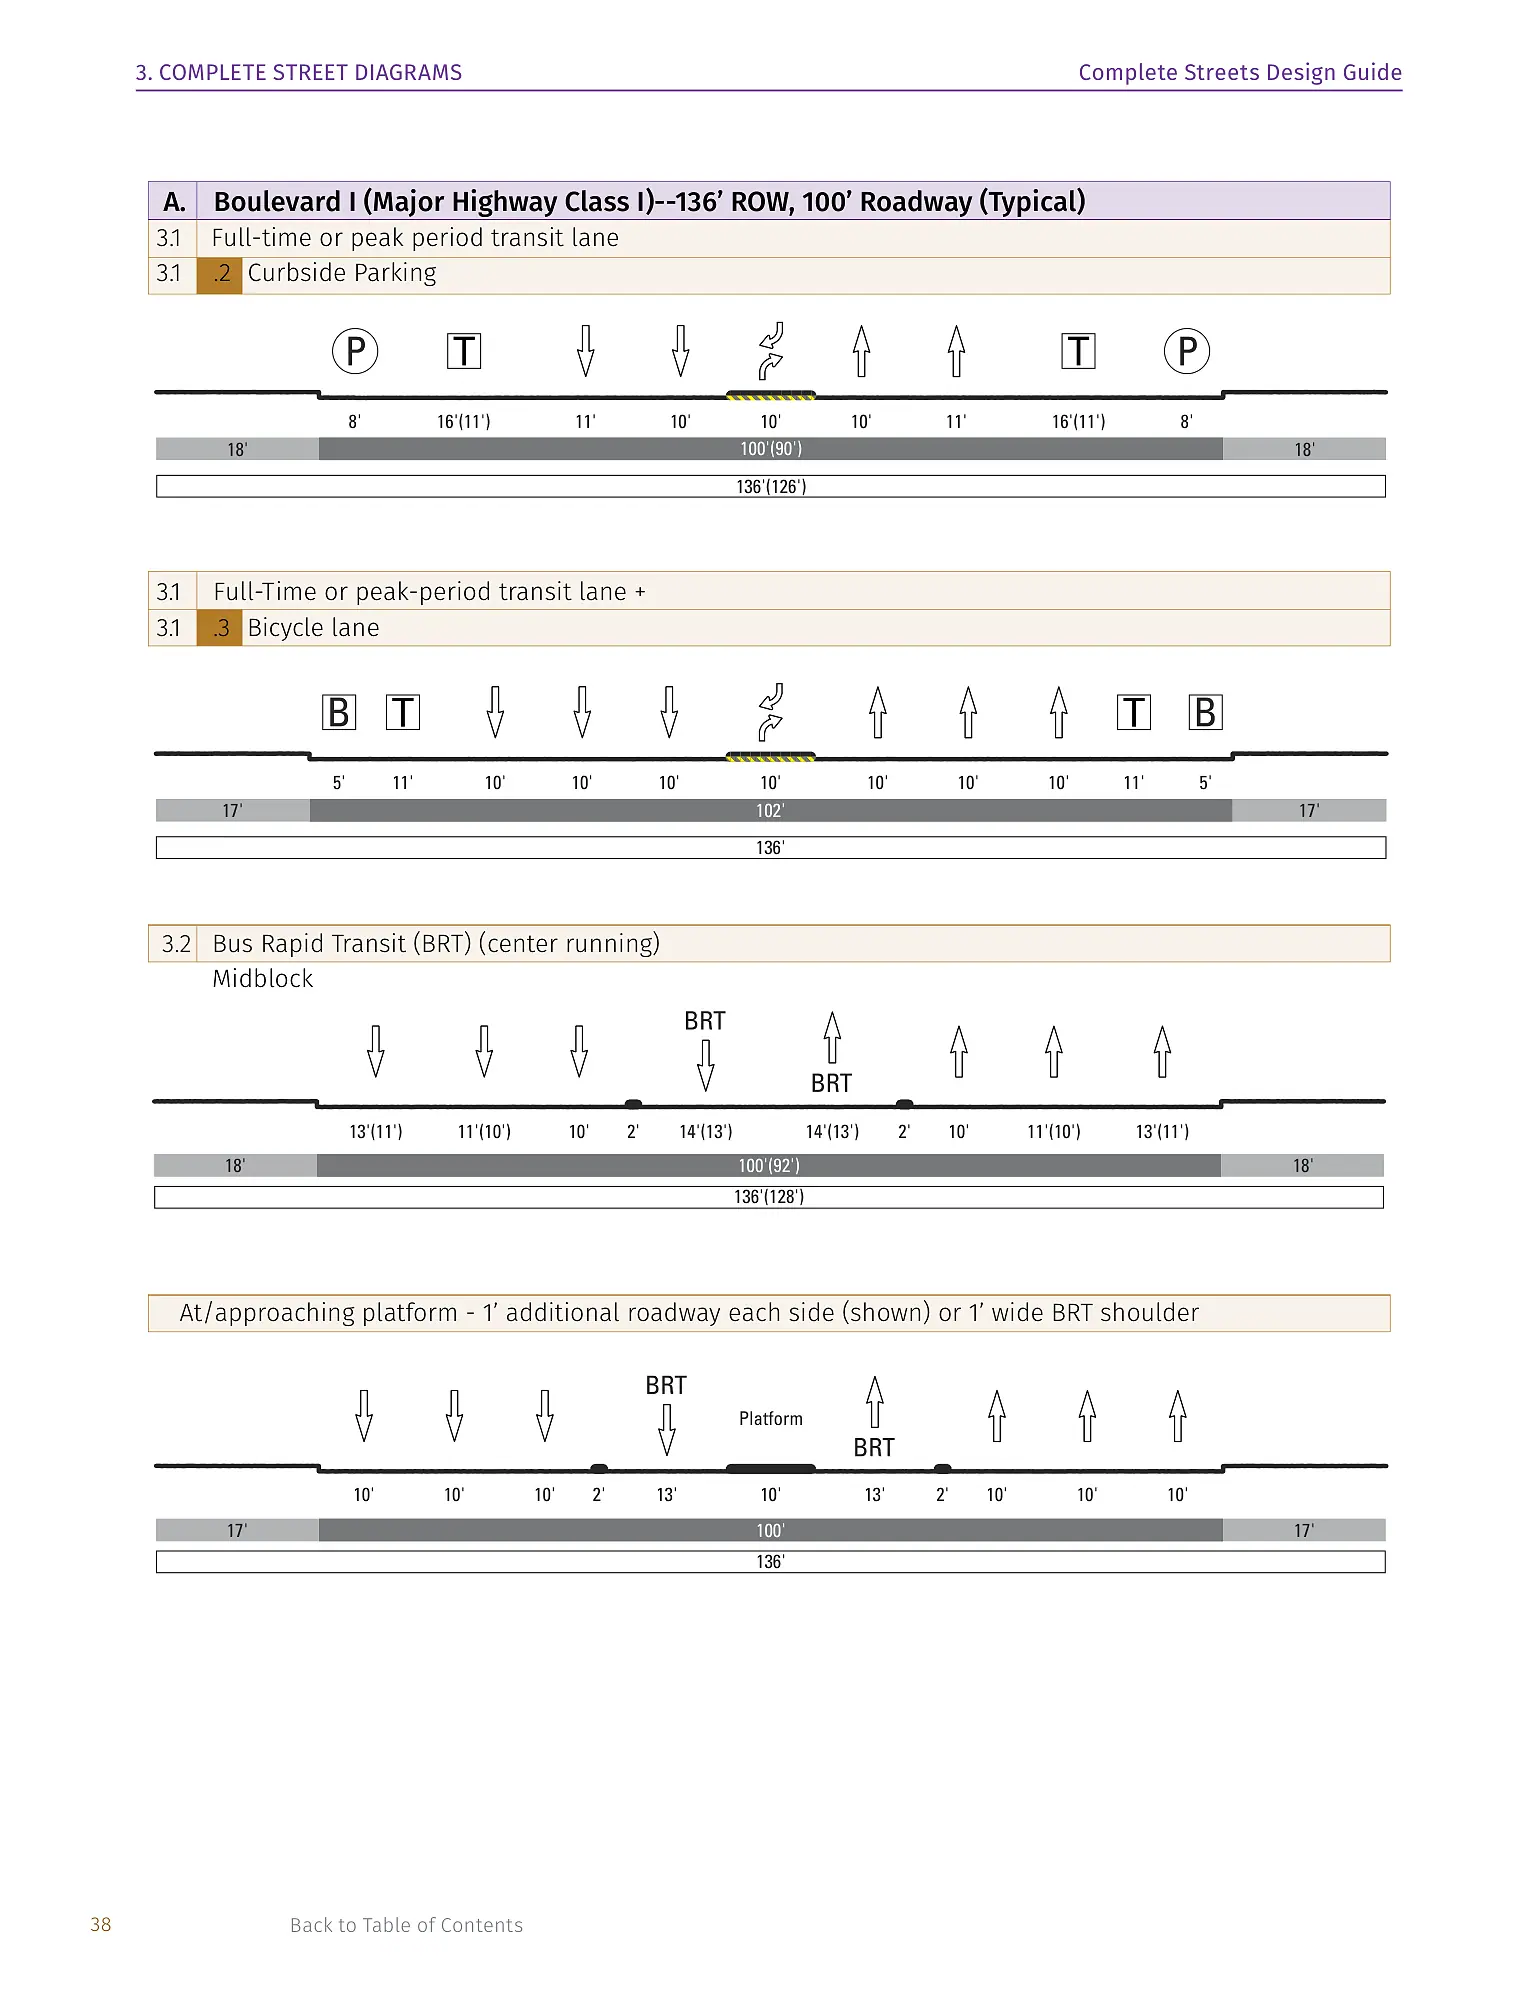 3. COMPLETE STREET DIAGRAMS Complete Streets Design Guide
A. Boulevard I (Major Highway Class I)--136’ ROW, 100’ Roadway (Typical)
3.1 Full-time or peak period transit lane
3.1 .2 Curbside Parking
P T T P
8' 16'(11') 11' 10' 10' 10' 11' 16'(11') 8'
18' 100'(90') 18'
136'(126')
3.1 Full-Time or peak-period transit lane +
3.1 .3 Bicycle lane
B T T B
5' 11' 10' 10' 10' 10' 10' 10' 10' 11' 5'
17' 102' 17'
136'
3.2 Bus Rapid Transit (BRT) (center running)
Midblock
BRT
BRT
13'(11') 11'(10') 10' 2' 14'(13') 14'(13') 2' 10' 11'(10') 13'(11')
18' 100'(92') 18'
136'(128')
At/approaching platform - 1’ additional roadway each side (shown) or 1’ wide BRT shoulder
BRT
Platform
BRT
10' 10' 10' 2' 13' 10' 13' 2' 10' 10' 10'
17' 100' 17'
136'
38 Back to Table of Contents